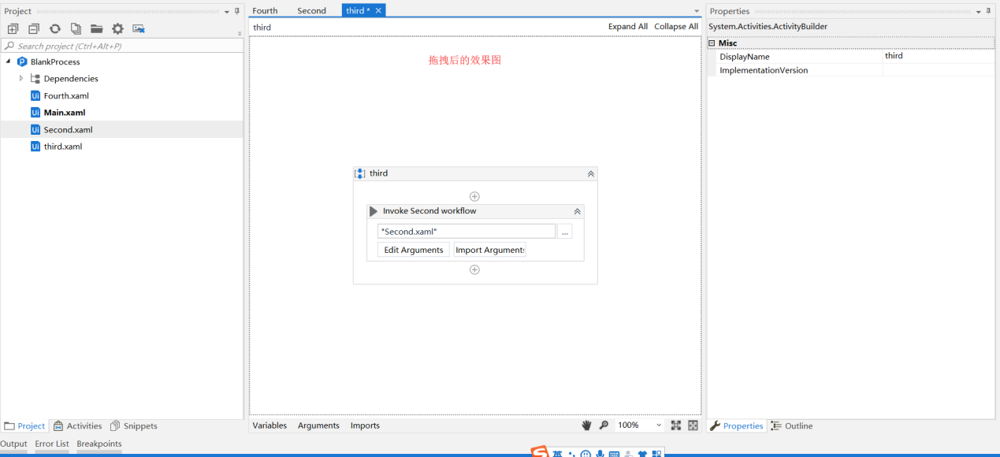 Project
Search project (Ctrl+Alt+P)
BlankProcess
Dependencies
Fourth.xaml
Main.xaml
Second.xaml
third.xaml
Project Activities Snippets
Output Error List Breakpoints
Fourth Second third *
third Expand All Collapse All
拖拽后的效果图
third
Invoke Second workflow
"Second.xaml" ...
Edit Arguments Import Arguments
Variables Arguments Imports 100%
Properties
System.Activities.ActivityBuilder
Misc
DisplayName third
ImplementationVersion
Properties Outline
英